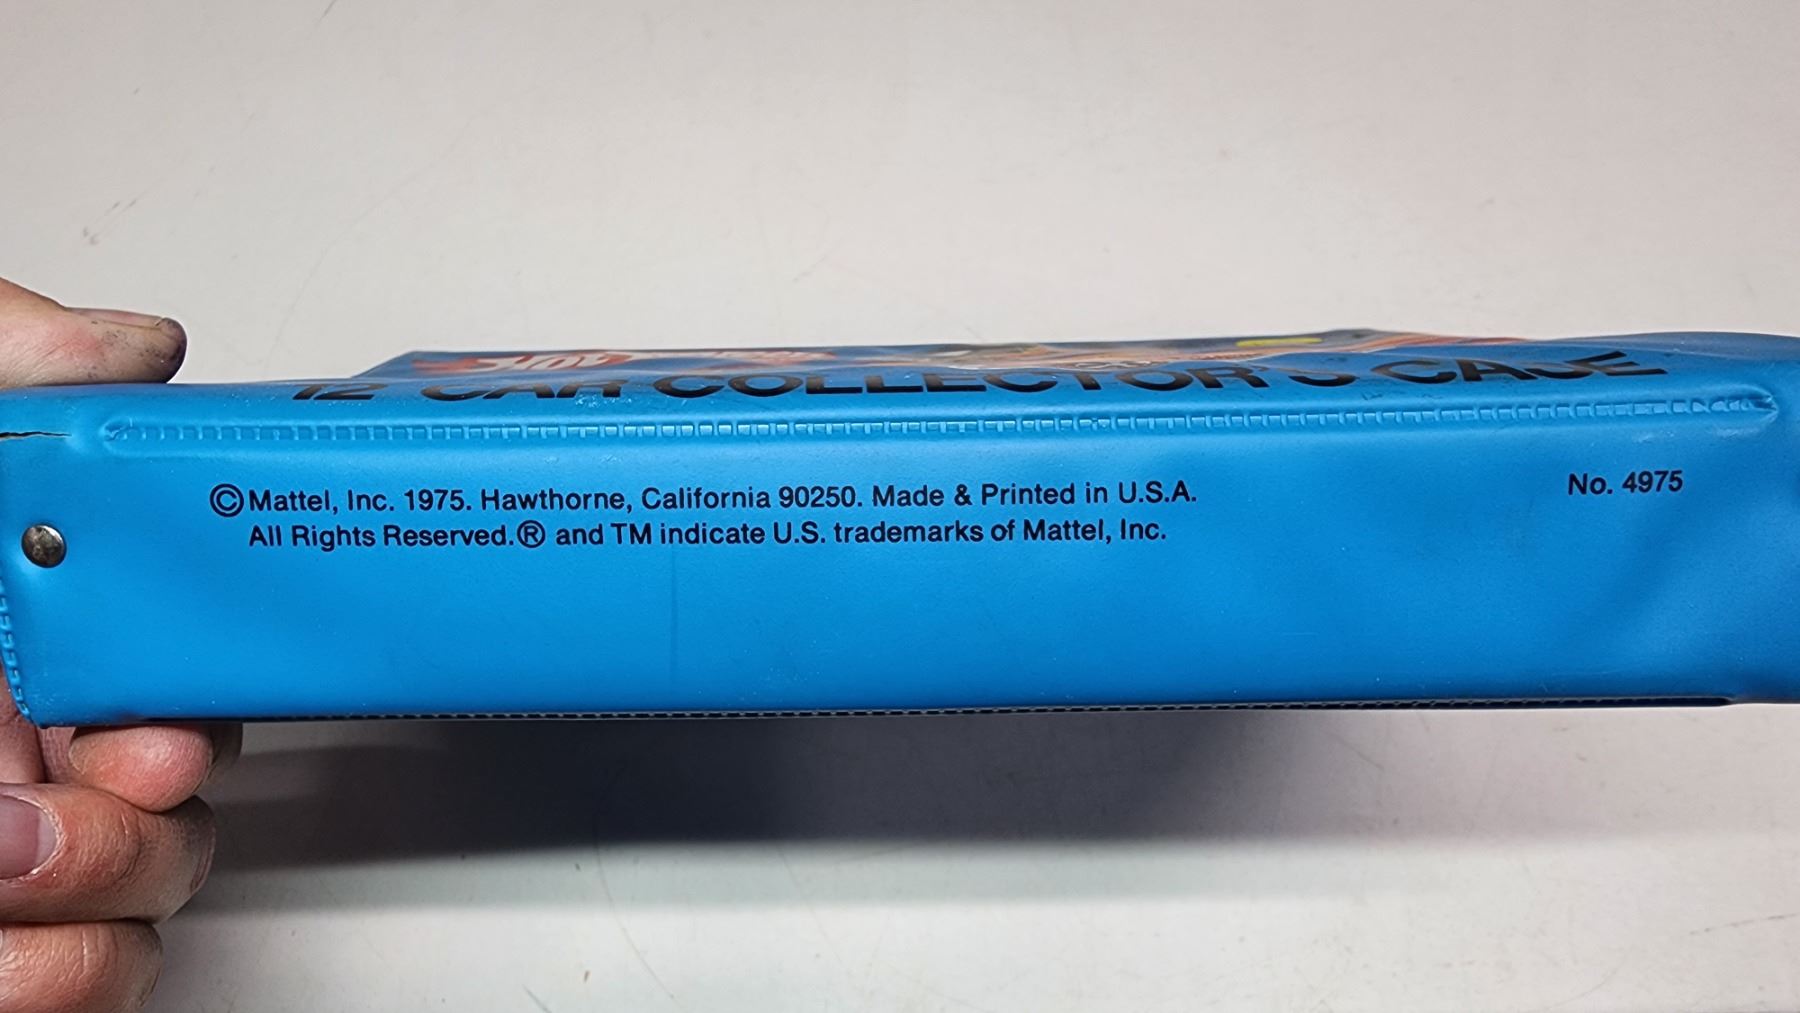 HOT
12 CAR COLLECTOR'S CASE
©Mattel, Inc. 1975. Hawthorne, California 90250. Made & Printed in U.S.A.
All Rights Reserved.® and TM indicate U.S. trademarks of Mattel, Inc.
No. 4975